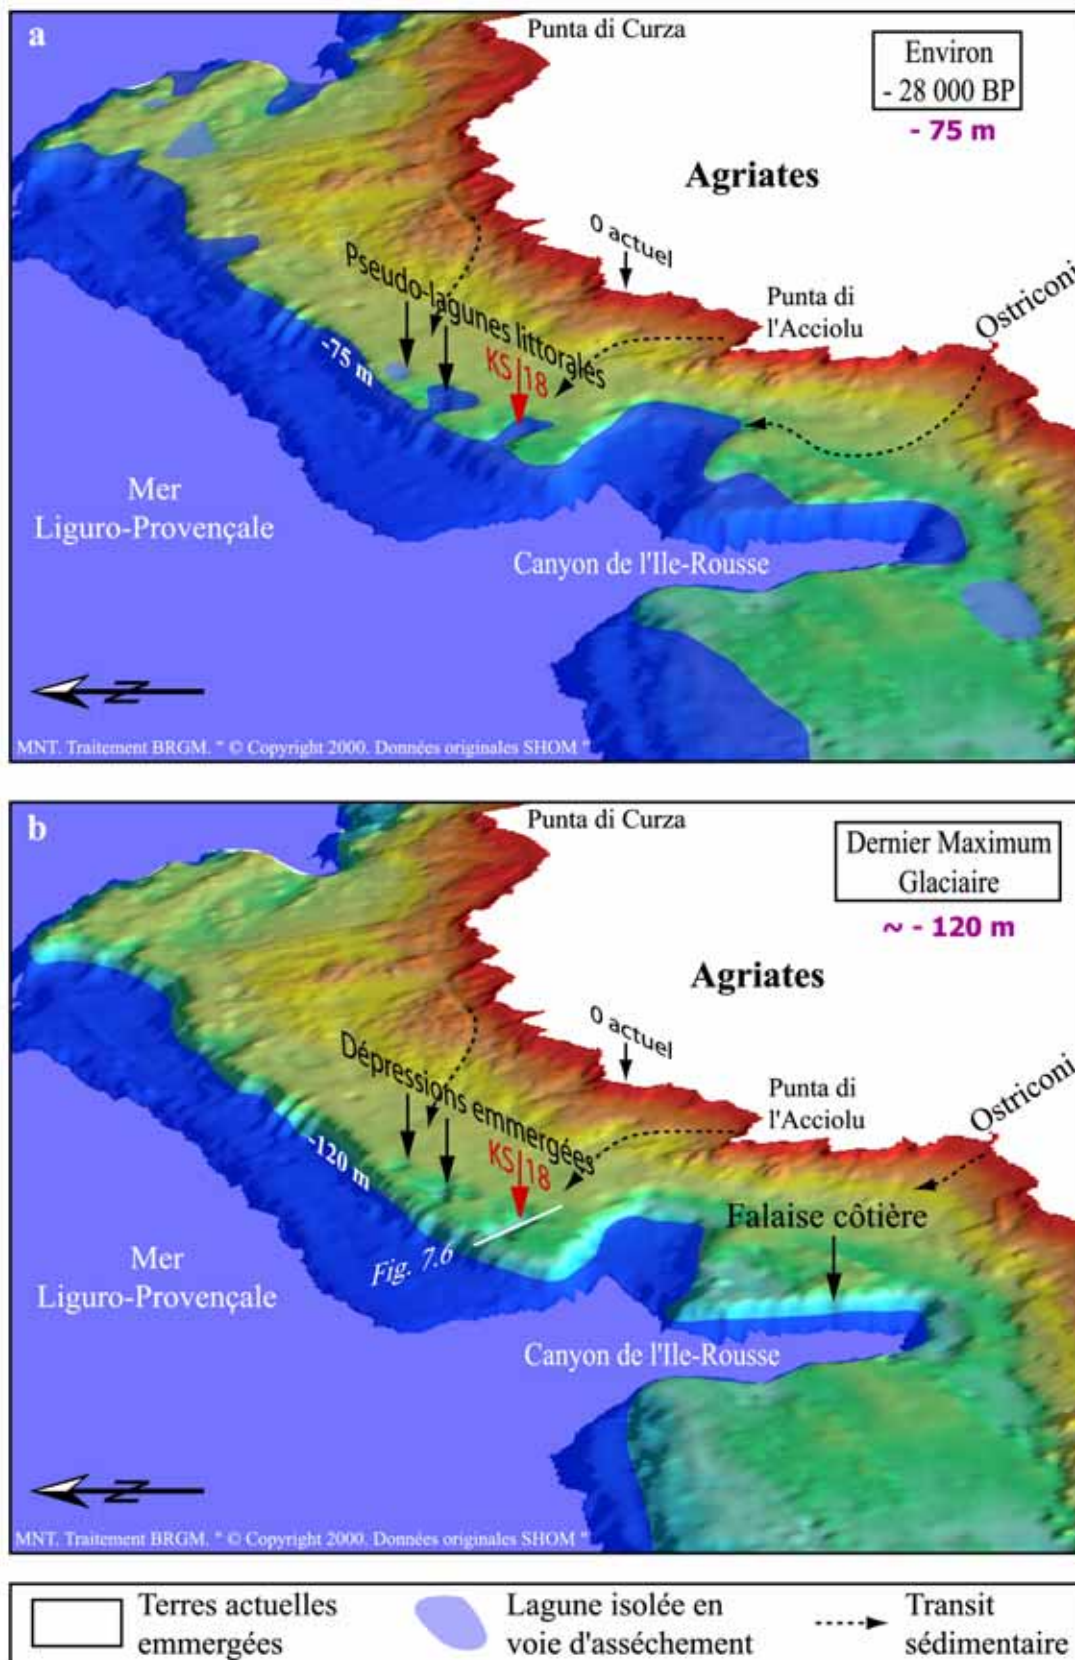 a
Punta di Curza
Environ
- 28 000 BP
- 75 m
Agriates
0 actuel
Punta di
l'Acciolu
Ostriconi
Pseudo-lagunes littorales
KS 18
-75 m
Mer
Liguro-Provençale
Canyon de l'Ile-Rousse
N
MNT. Traitement BRGM. " © Copyright 2000. Données originales SHOM "
b
Punta di Curza
Dernier Maximum
Glaciaire
~ - 120 m
Agriates
0 actuel
Punta di
l'Acciolu
Ostriconi
Dépressions emmergées
KS 18
-120 m
Falaise côtière
Fig. 7.6
Mer
Liguro-Provençale
Canyon de l'Ile-Rousse
N
MNT. Traitement BRGM. " © Copyright 2000. Données originales SHOM "
Terres actuelles
emmergées
Lagune isolée en
voie d'asséchement
Transit
sédimentaire